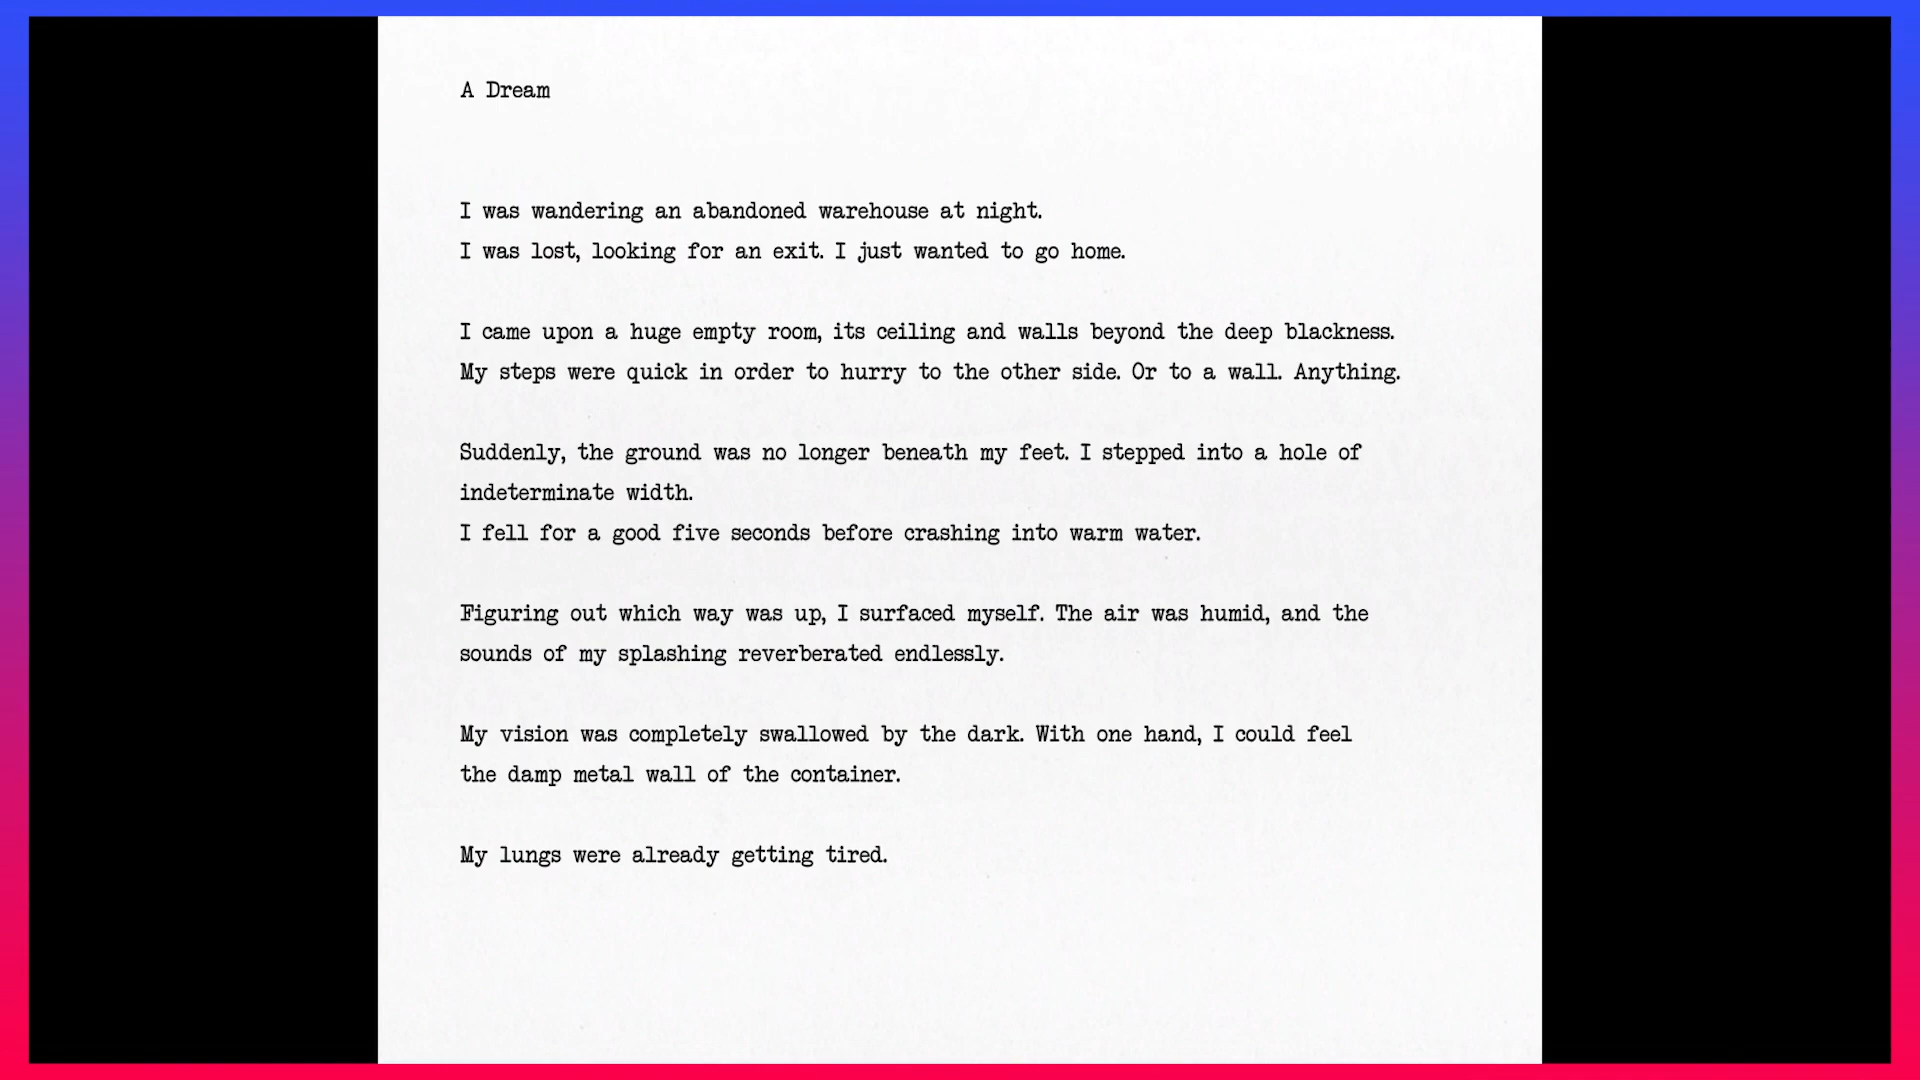 A Dream
I was wandering an abandoned warehouse at night.
I was lost, looking for an exit. I just wanted to go home.
I came upon a huge empty room, its ceiling and walls beyond the deep blackness.
My steps were quick in order to hurry to the other side. Or to a wall. Anything.
Suddenly, the ground was no longer beneath my feet. I stepped into a hole of
indeterminate width.
I fell for a good five seconds before crashing into warm water.
Figuring out which way was up, I surfaced myself. The air was humid, and the
sounds of my splashing reverberated endlessly.
My vision was completely swallowed by the dark. With one hand, I could feel
the damp metal wall of the container.
My lungs were already getting tired.